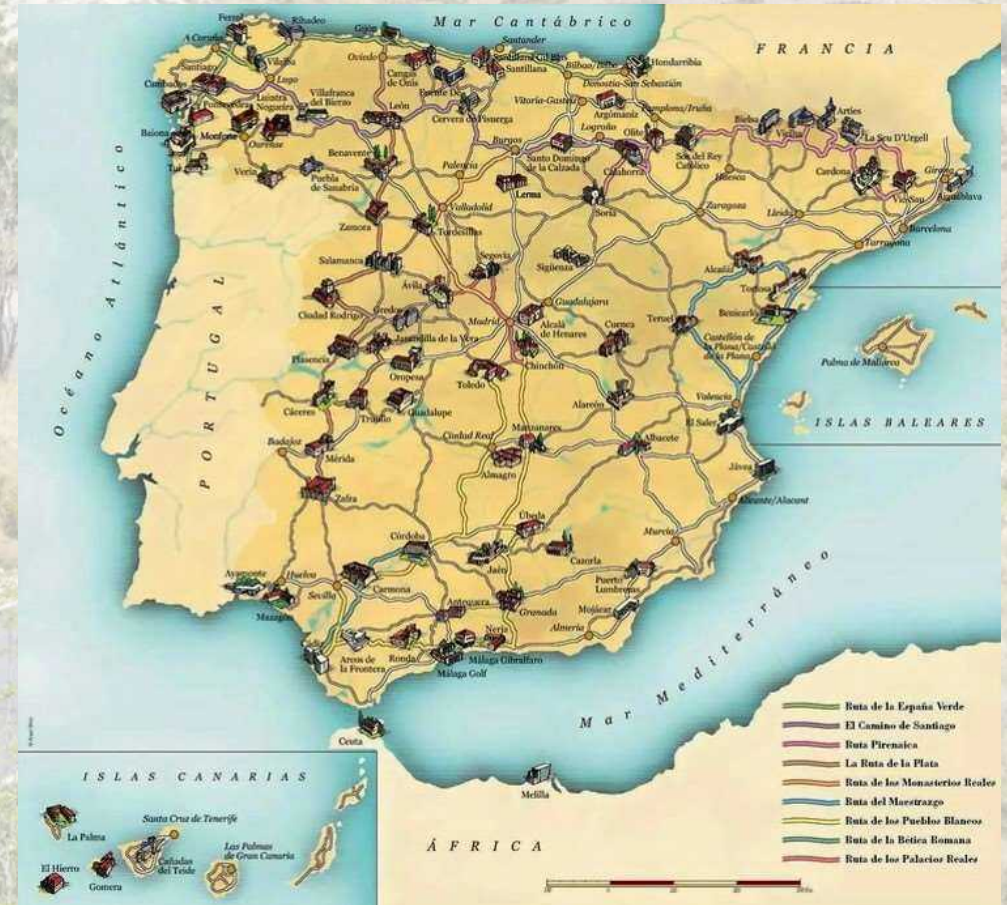 Mar Cantábrico
FRANCIA
Océano Atlántico
PORTUGAL
Ferrol
Ribadeo
Gijón
A Coruña
Vilalba
Oviedo
Santander
Santillana Gil Blas
Santillana
Bilbao/Bilbo
Hondarribia
Donostia-San Sebastián
Santiago
Lugo
Cangas
de Onís
Fuente Dé
Cambados
Pontevedra
Villafranca
del Bierzo
León
Cervera de Pisuerga
Vitoria-Gasteiz
Argómaniz
Pamplona/Iruña
Bielsa
Vielha
Arties
La Seu D'Urgell
Baiona
Monforte
Ourense
Benavente
Burgos
Logroño
Olite
Santo Domingo
de la Calzada
Calahorra
Sos del Rey
Católico
Huesca
Cardona
Girona
Tui
Verín
Puebla
de Sanabria
Palencia
Lerma
Soria
Vic-Sau
Aiguablava
Zamora
Valladolid
Tordesillas
Zaragoza
Lleida
Barcelona
Tarragona
Salamanca
Segovia
Sigüenza
Alcañiz
Tortosa
Ciudad Rodrigo
Ávila
Gredos
Guadalajara
Madrid
Alcalá
de Henares
Cuenca
Teruel
Benicarló
Castellón de
la Plana/Castelló
de la Plana
Plasencia
Jarandilla de la Vera
Oropesa
Toledo
Chinchón
Palma de Mallorca
Cáceres
Trujillo
Guadalupe
Alarcón
Valencia
El Saler
ISLAS BALEARES
Badajoz
Mérida
Ciudad Real
Manzanares
Almagro
Albacete
Jávea
Zafra
Alicante/Alacant
Córdoba
Úbeda
Murcia
Jaén
Cazorla
Ayamonte
Huelva
Sevilla
Carmona
Puerto
Lumbreras
Mazagón
Antequera
Granada
Mojácar
Cádiz
Arcos de
la Frontera
Ronda
Nerja
Almería
Málaga Gibralfaro
Málaga Golf
Mar Mediterráneo
Ceuta
Melilla
ÁFRICA
ISLAS CANARIAS
Santa Cruz de Tenerife
La Palma
Las Palmas
de Gran Canaria
El Hierro
Gomera
Cañadas
del Teide
Ruta de la España Verde
El Camino de Santiago
Ruta Pirenaica
La Ruta de la Plata
Ruta de los Monasterios Reales
Ruta del Maestrazgo
Ruta de los Pueblos Blancos
Ruta de la Bética Romana
Ruta de los Palacios Reales